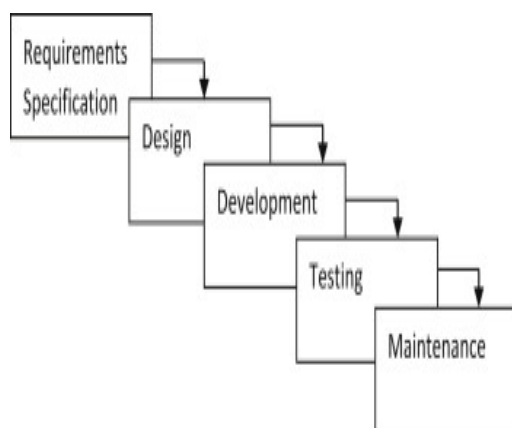 Requirements
Specification
Design
Development
Testing
Maintenance